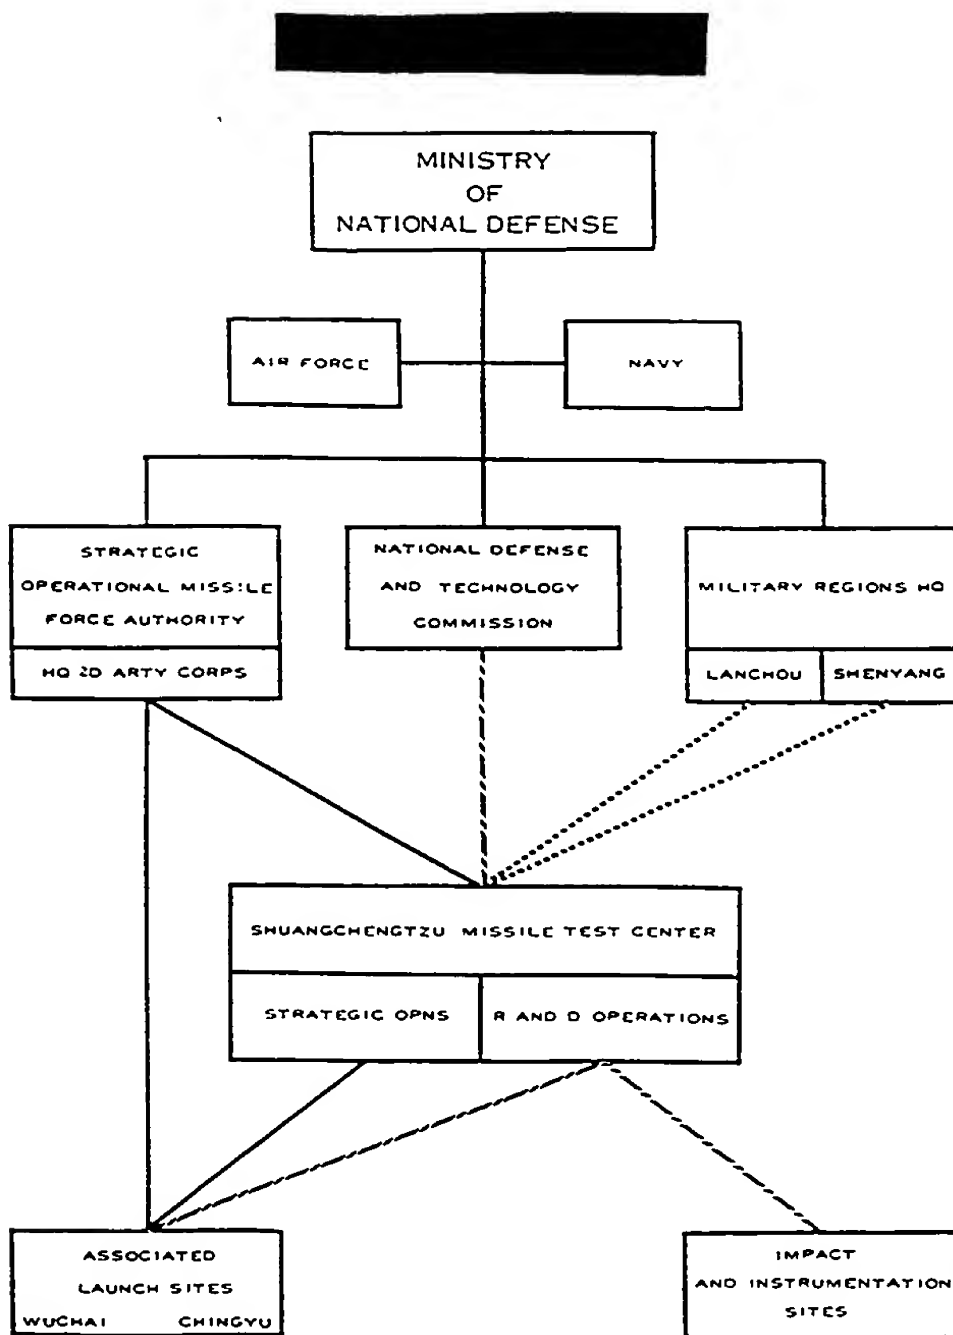 MINISTRY
OF
NATIONAL DEFENSE
AIR FORCE
NAVY
STRATEGIC
OPERATIONAL MISSILE
FORCE AUTHORITY
HQ 2D ARTY CORPS
NATIONAL DEFENSE
AND TECHNOLOGY
COMMISSION
MILITARY REGIONS HQ
LANCHOU
SHENYANG
SHUANGCHENGTZU MISSILE TEST CENTER
STRATEGIC OPNS
R AND D OPERATIONS
ASSOCIATED
LAUNCH SITES
WUCHAI CHINGYU
IMPACT
AND INSTRUMENTATION
SITES